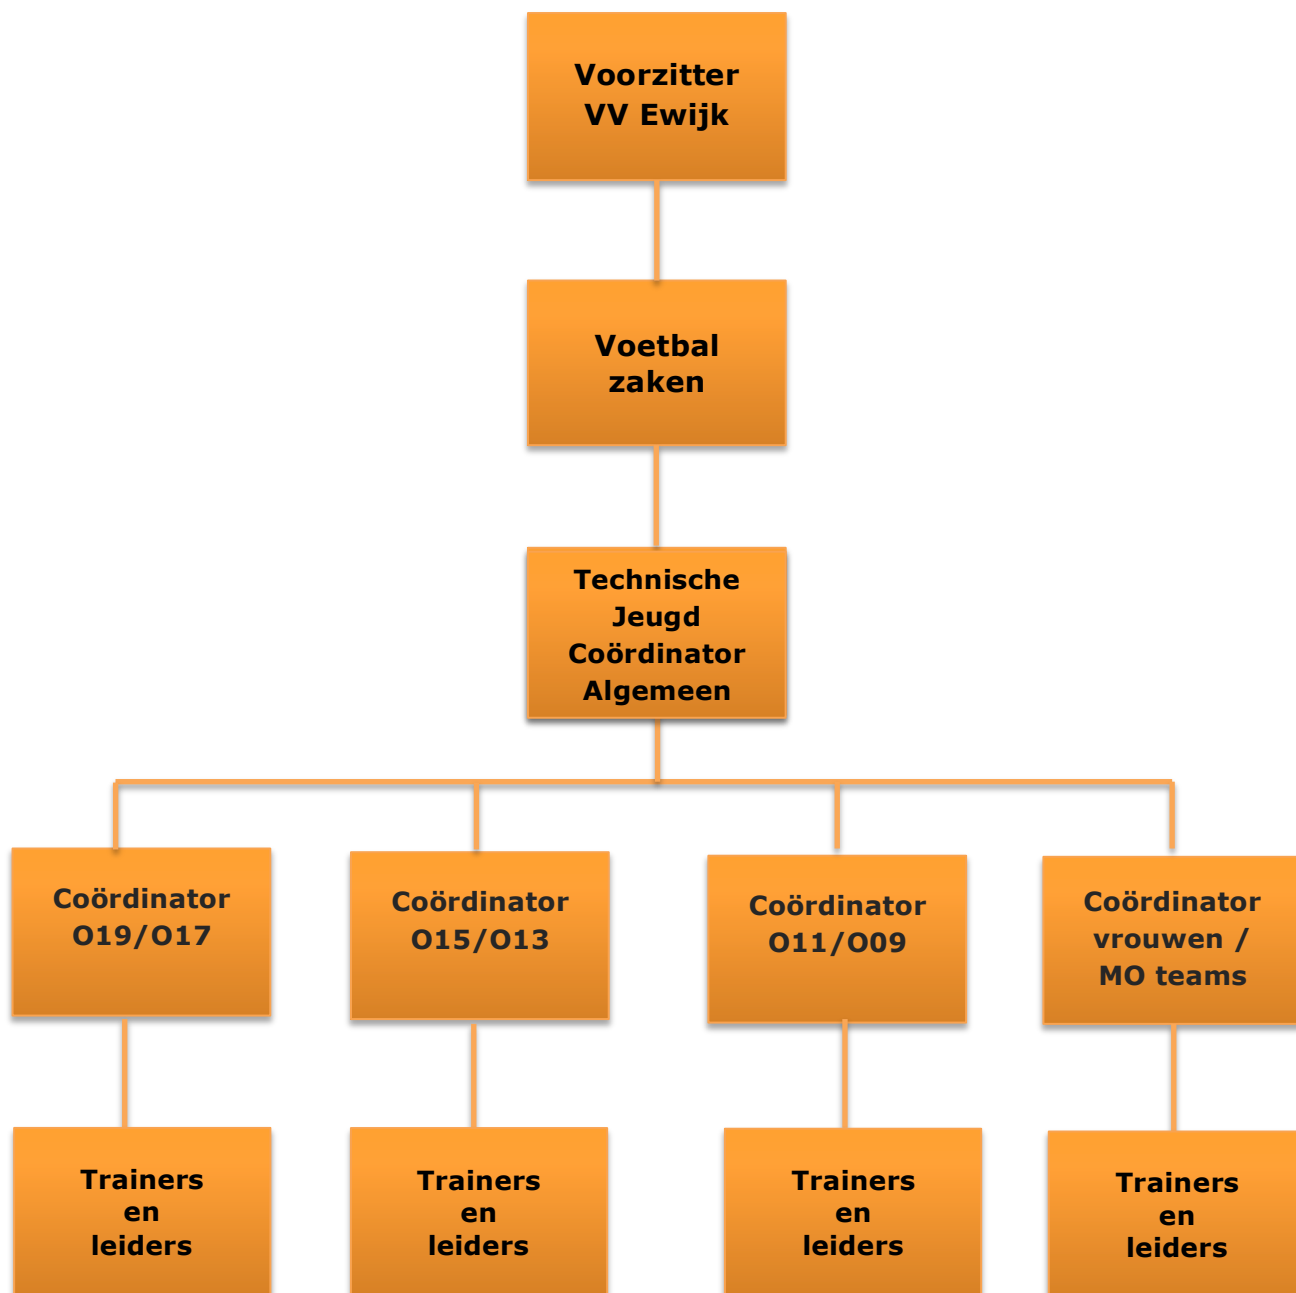 Voorzitter
VV Ewijk
Voetbal
zaken
Technische
Jeugd
Coördinator
Algemeen
Coördinator
O19/O17
Coördinator
O15/O13
Coördinator
O11/O09
Coördinator
vrouwen /
MO teams
Trainers
en
leiders
Trainers
en
leiders
Trainers
en
leiders
Trainers
en
leiders